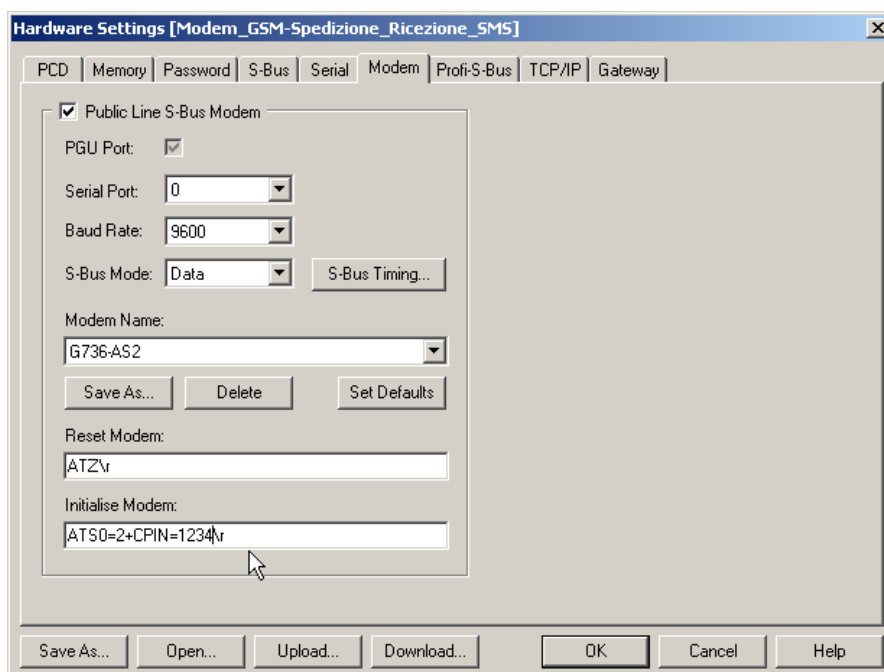 Hardware Settings [Modem_GSM-Spedizione_Ricezione_SMS]
PCD Memory Password S-Bus Serial Modem Profi-S-Bus TCP/IP Gateway
Public Line S-Bus Modem
PGU Port:
Serial Port: 0
Baud Rate: 9600
S-Bus Mode: Data S-Bus Timing...
Modem Name:
G736-AS2
Save As... Delete Set Defaults
Reset Modem:
ATZ\r
Initialise Modem:
ATS0=2+CPIN=1234\r
Save As... Open... Upload... Download... OK Cancel Help